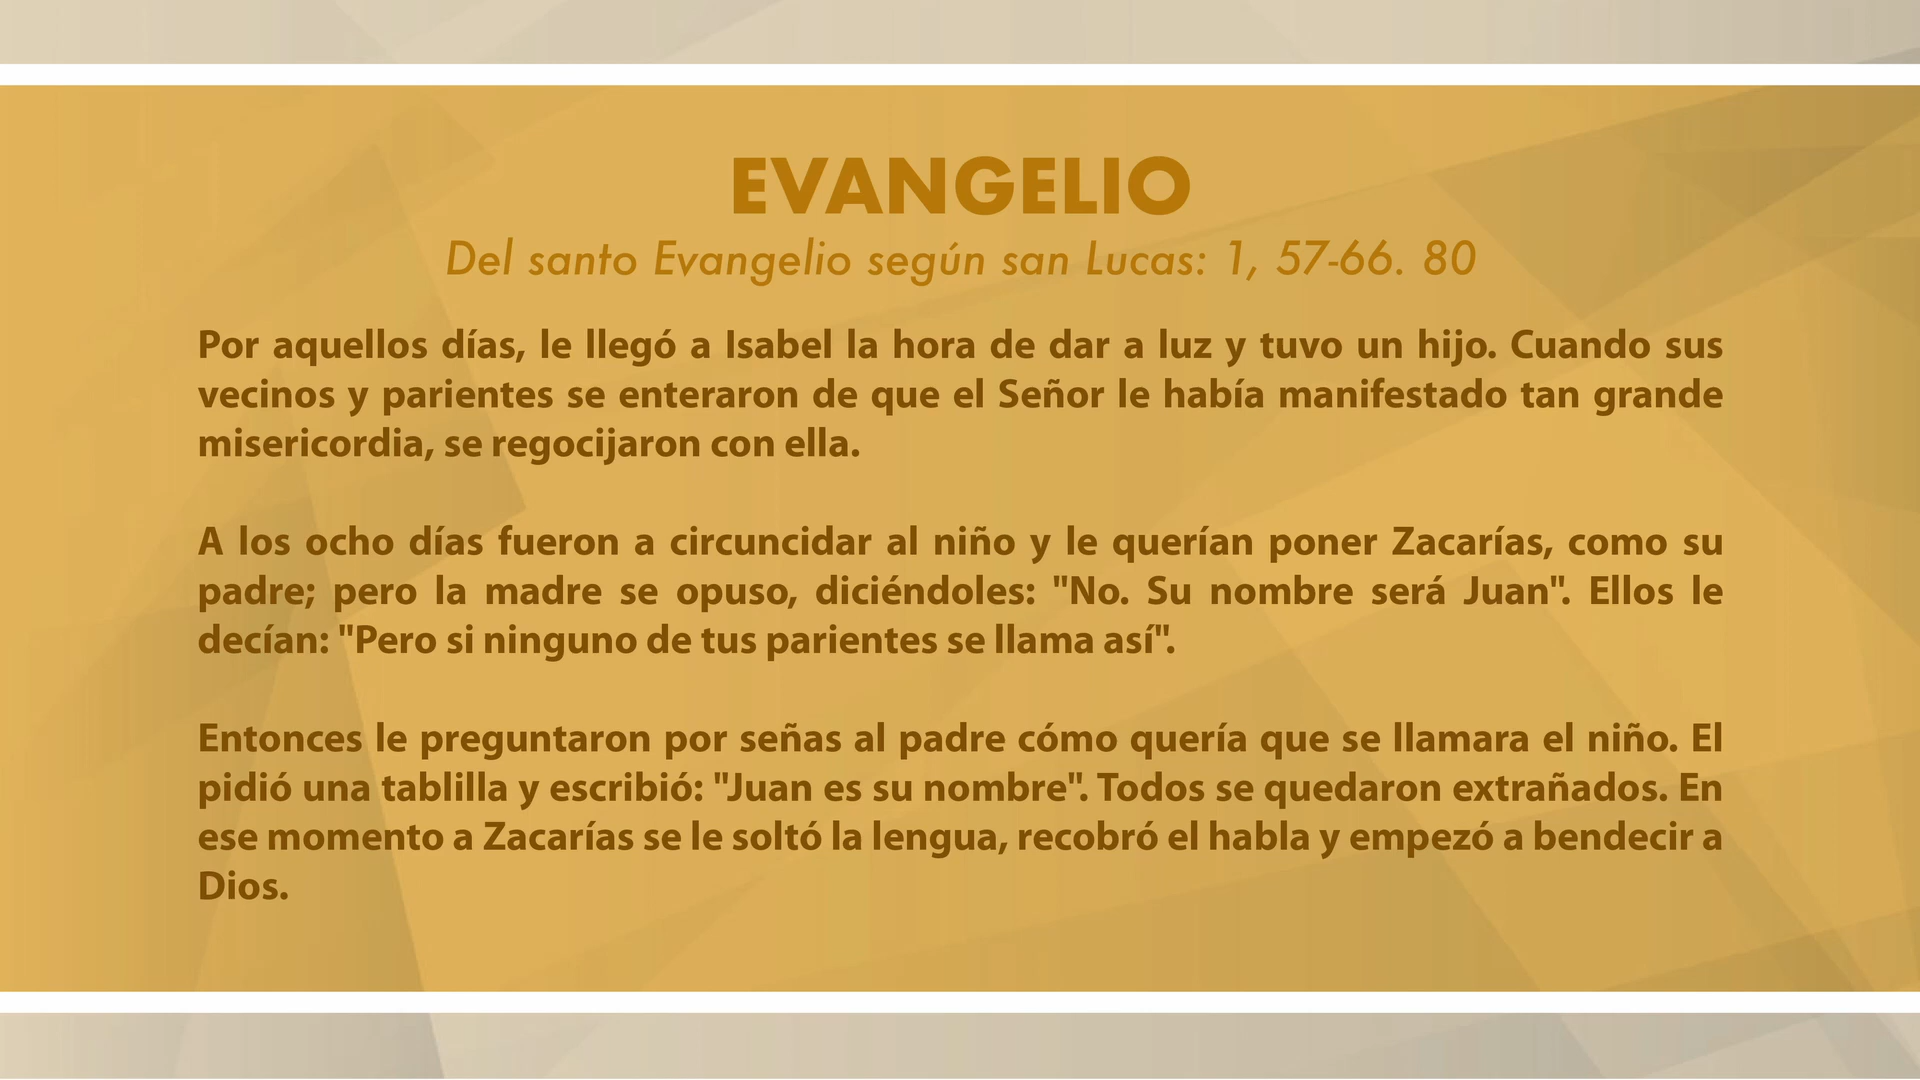 EVANGELIO
Del santo Evangelio según san Lucas: 1, 57-66. 80
Por aquellos días, le llegó a Isabel la hora de dar a luz y tuvo un hijo. Cuando sus
vecinos y parientes se enteraron de que el Señor le había manifestado tan grande
misericordia, se regocijaron con ella.
A los ocho días fueron a circuncidar al niño y le querían poner Zacarías, como su
padre; pero la madre se opuso, diciéndoles: "No. Su nombre será Juan". Ellos le
decían: "Pero si ninguno de tus parientes se llama así".
Entonces le preguntaron por señas al padre cómo quería que se llamara el niño. El
pidió una tablilla y escribió: "Juan es su nombre". Todos se quedaron extrañados. En
ese momento a Zacarías se le soltó la lengua, recobró el habla y empezó a bendecir a
Dios.